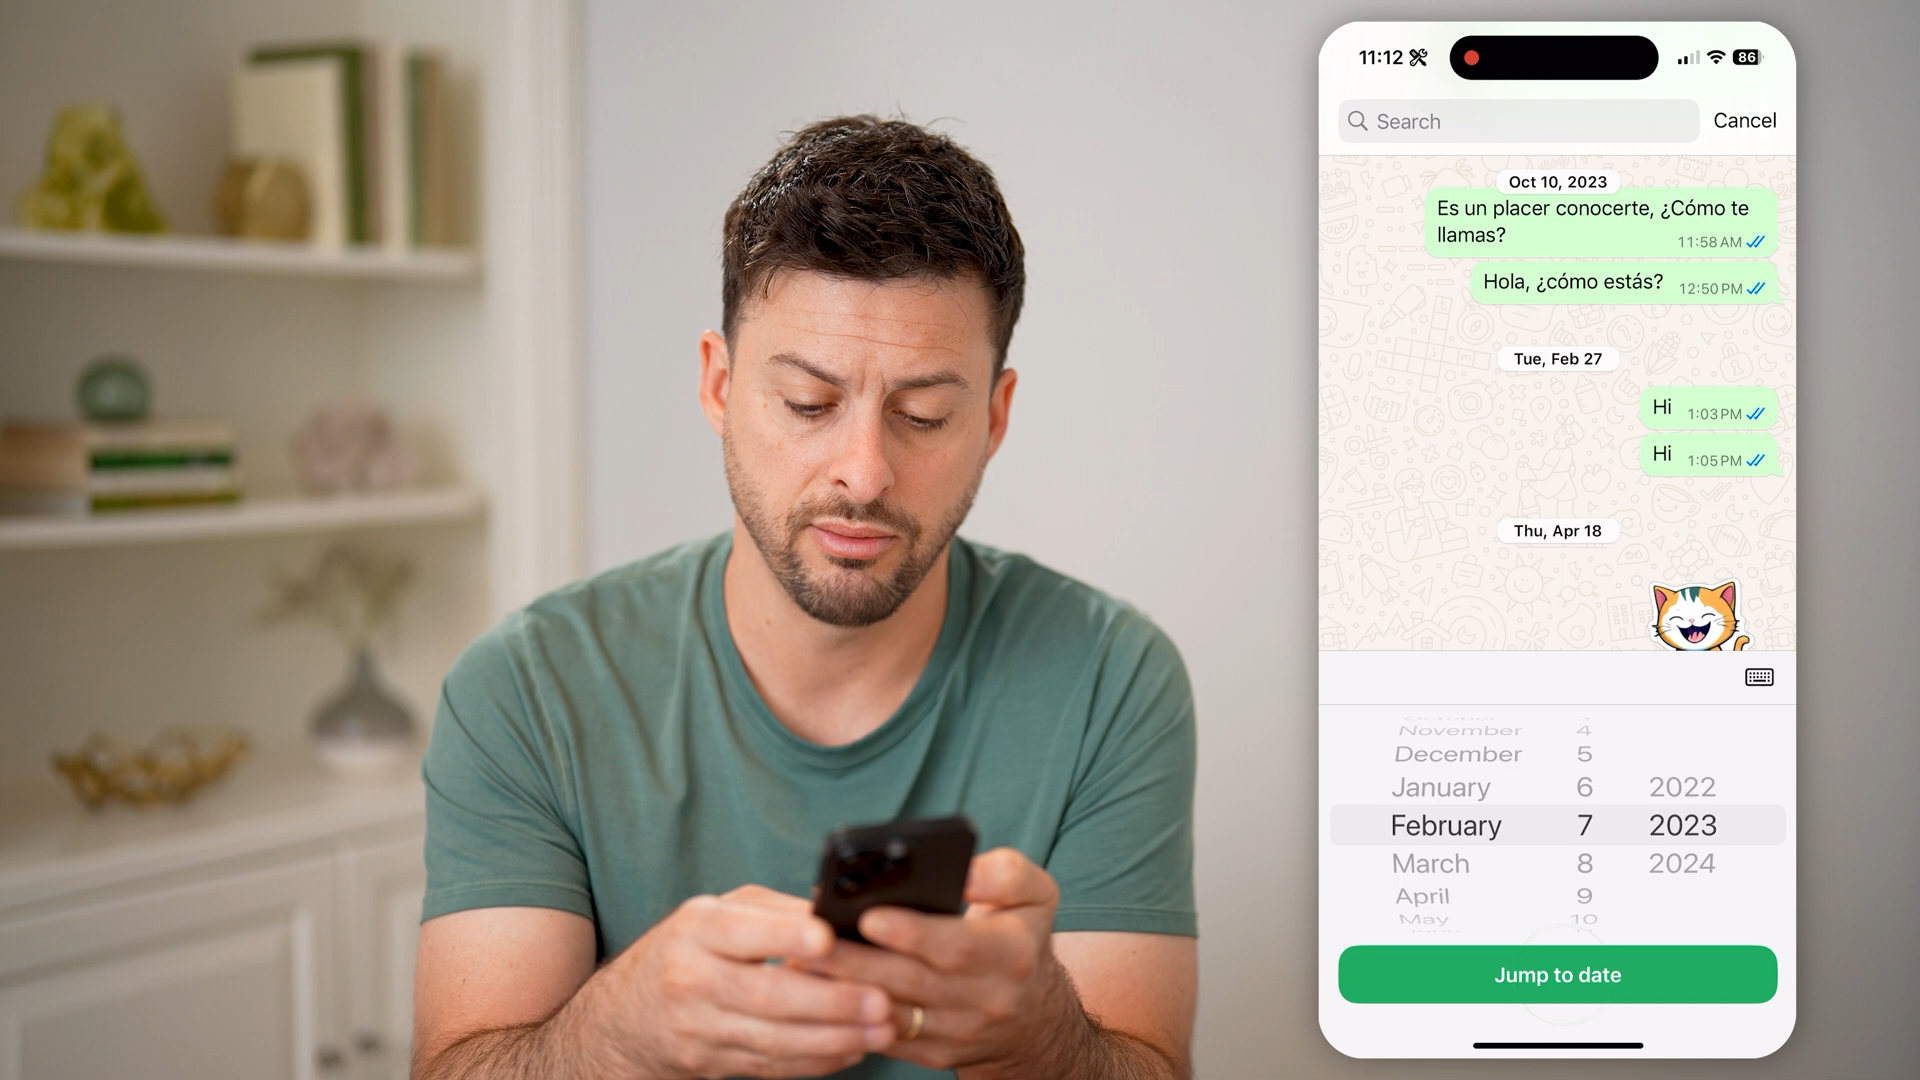 11:12
86
Search
Cancel
Oct 10, 2023
Es un placer conocerte, ¿Cómo te
llamas?
11:58 AM
Hola, ¿cómo estás?
12:50 PM
Tue, Feb 27
Hi
1:03 PM
Hi
1:05 PM
Thu, Apr 18
November 4
December 5
January 6 2022
February 7 2023
March 8 2024
April 9
May 10
Jump to date